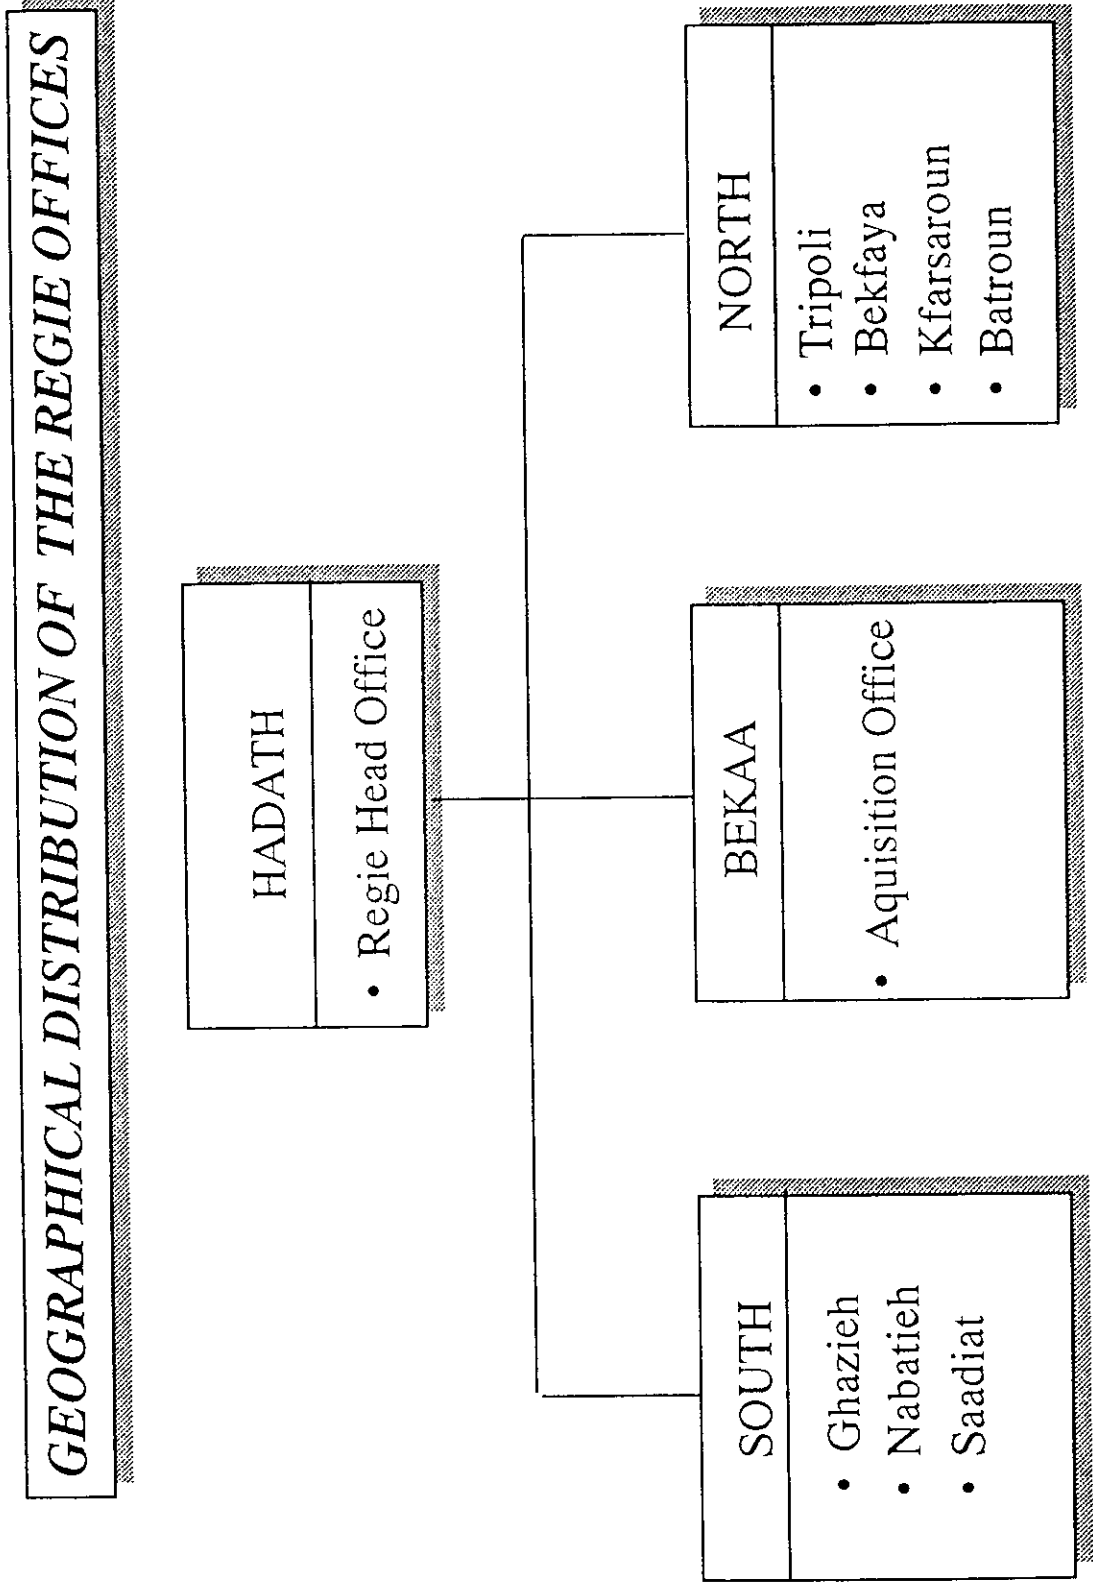 GEOGRAPHICAL DISTRIBUTION OF THE REGIE OFFICES
HADATH
• Regie Head Office
SOUTH
• Ghazieh
• Nabatieh
• Saadiat
BEKAA
• Aquisition Office
NORTH
• Tripoli
• Bekfaya
• Kfarsaroun
• Batroun